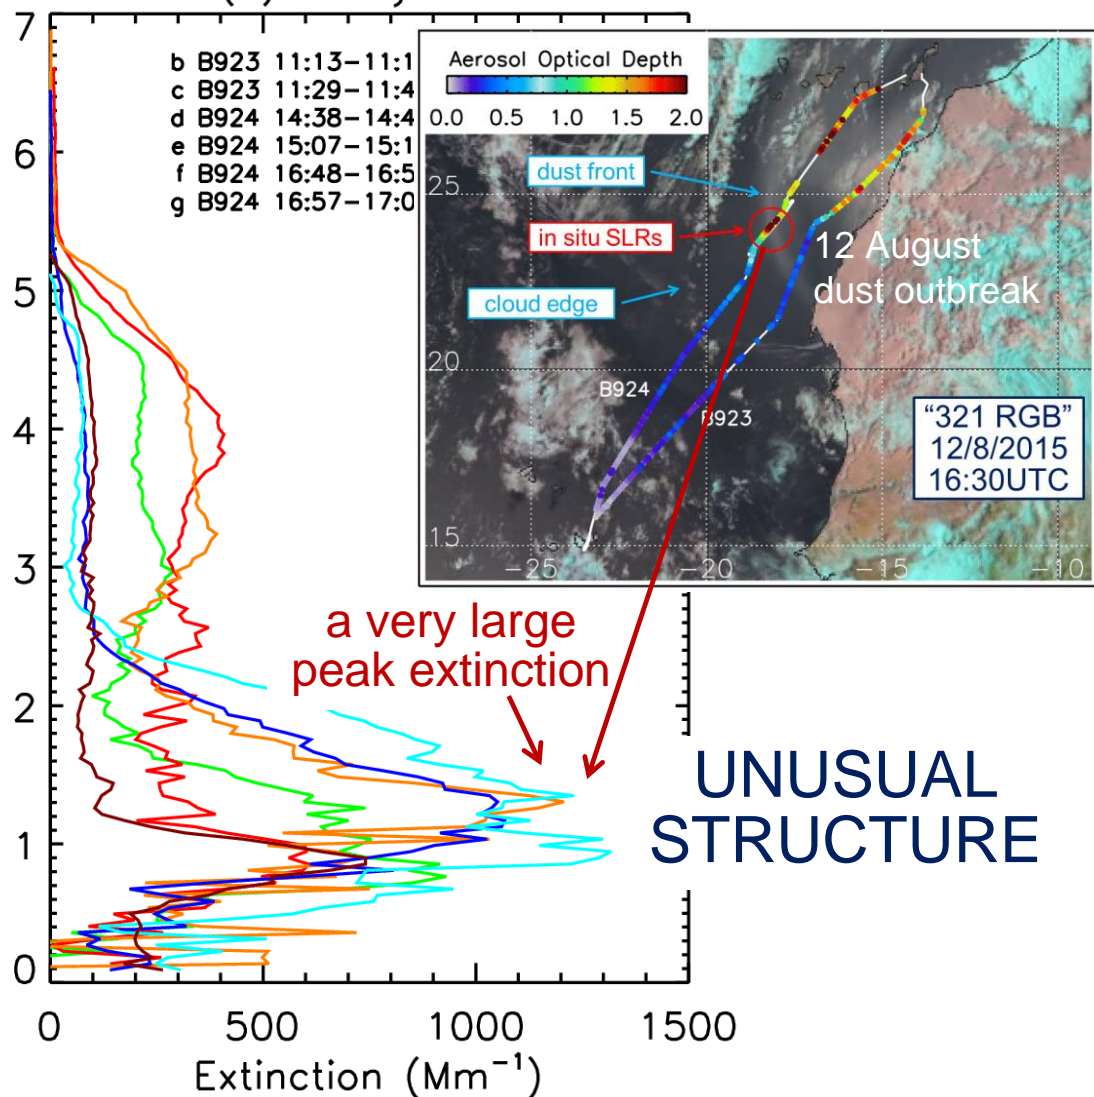 7
6
5
4
3
2
1
0
b B923 11:13-11:1
c B923 11:29-11:4
d B924 14:38-14:4
e B924 15:07-15:1
f B924 16:48-16:5
g B924 16:57-17:0
Aerosol Optical Depth
0.0 0.5 1.0 1.5 2.0
dust front
25
in situ SLRs
12 August
dust outbreak
cloud edge
20
B924
B923
"321 RGB"
12/8/2015
16:30UTC
15
-25 -20 -15 -10
a very large
peak extinction
UNUSUAL
STRUCTURE
0 500 1000 1500
Extinction (Mm⁻¹)